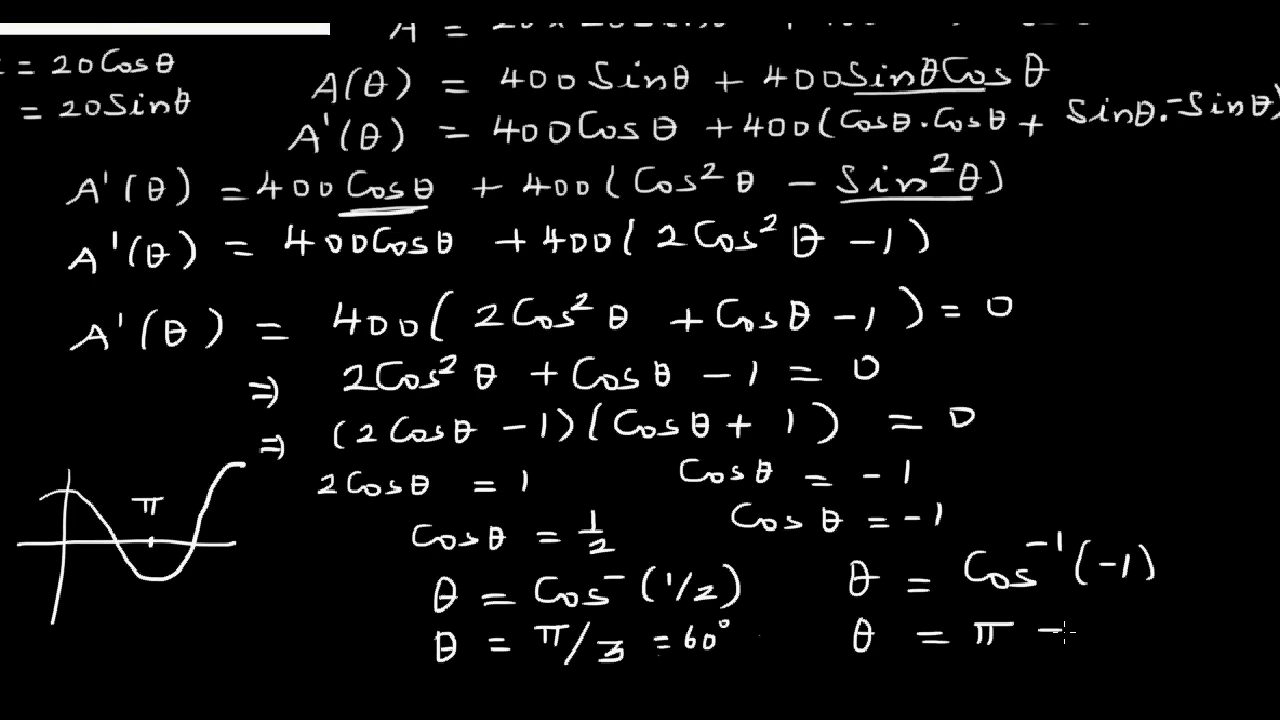 A =
= 20Cosθ
= 20Sinθ
A(θ) = 400Sinθ + 400SinθCosθ
A'(θ) = 400Cosθ + 400(Cosθ.Cosθ + Sinθ.-Sinθ)
A'(θ) = 400Cosθ + 400(Cos²θ - Sin²θ)
A'(θ) = 400Cosθ + 400(2Cos²θ - 1)
A'(θ) = 400(2Cos²θ + Cosθ - 1) = 0
⇒ 2Cos²θ + Cosθ - 1 = 0
⇒ (2Cosθ - 1)(Cosθ + 1) = 0
2Cosθ = 1 Cosθ = -1
π
Cosθ = 1/2 Cosθ = -1
θ = Cos⁻(1/2) θ = Cos⁻¹(-1)
θ = π/3 = 60° θ = π -